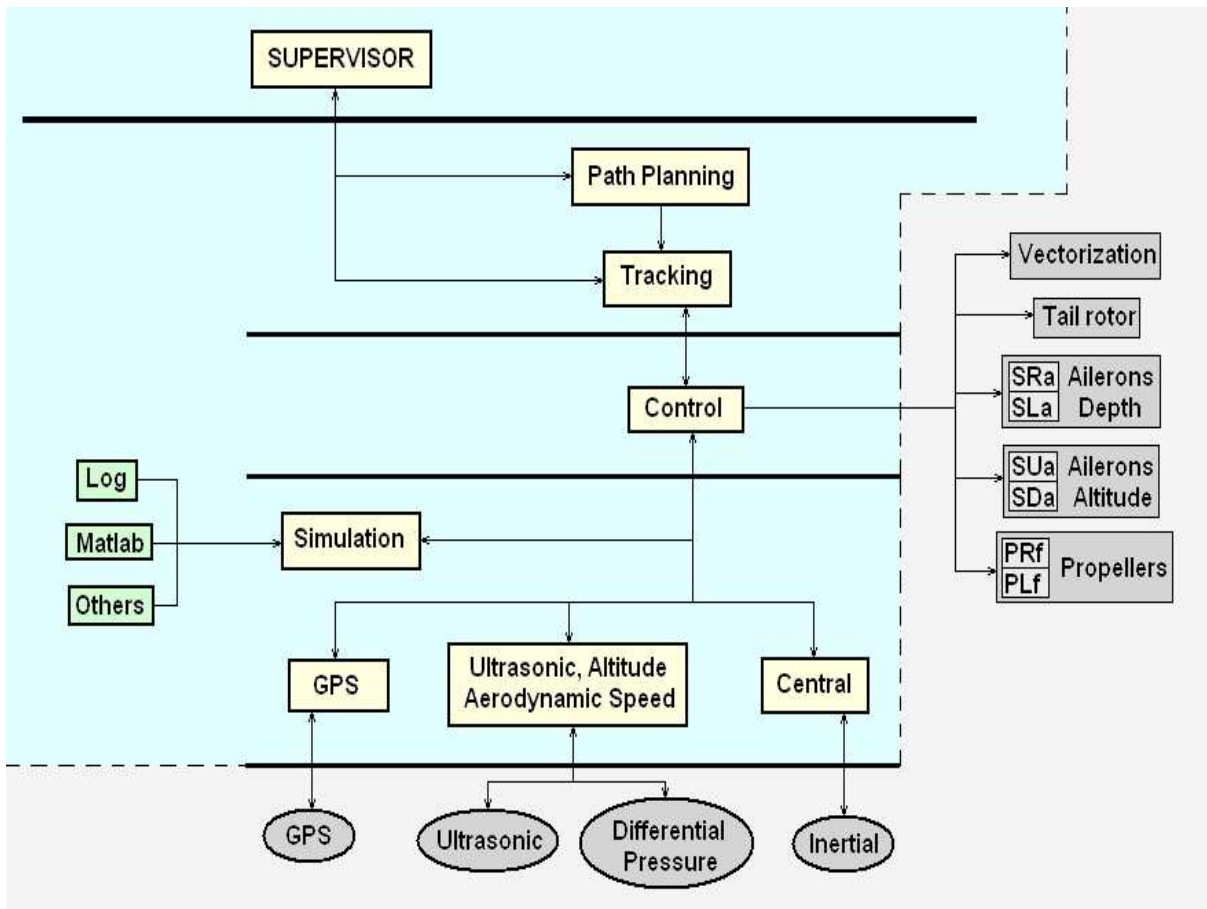 SUPERVISOR
Path Planning
Tracking
Vectorization
Tail rotor
SRa Ailerons
SLa Depth
Control
SUa Ailerons
SDa Altitude
Log
Matlab
Others
Simulation
PRf
PLf
Propellers
GPS
Ultrasonic, Altitude
Aerodynamic Speed
Central
GPS
Ultrasonic
Differential
Pressure
Inertial